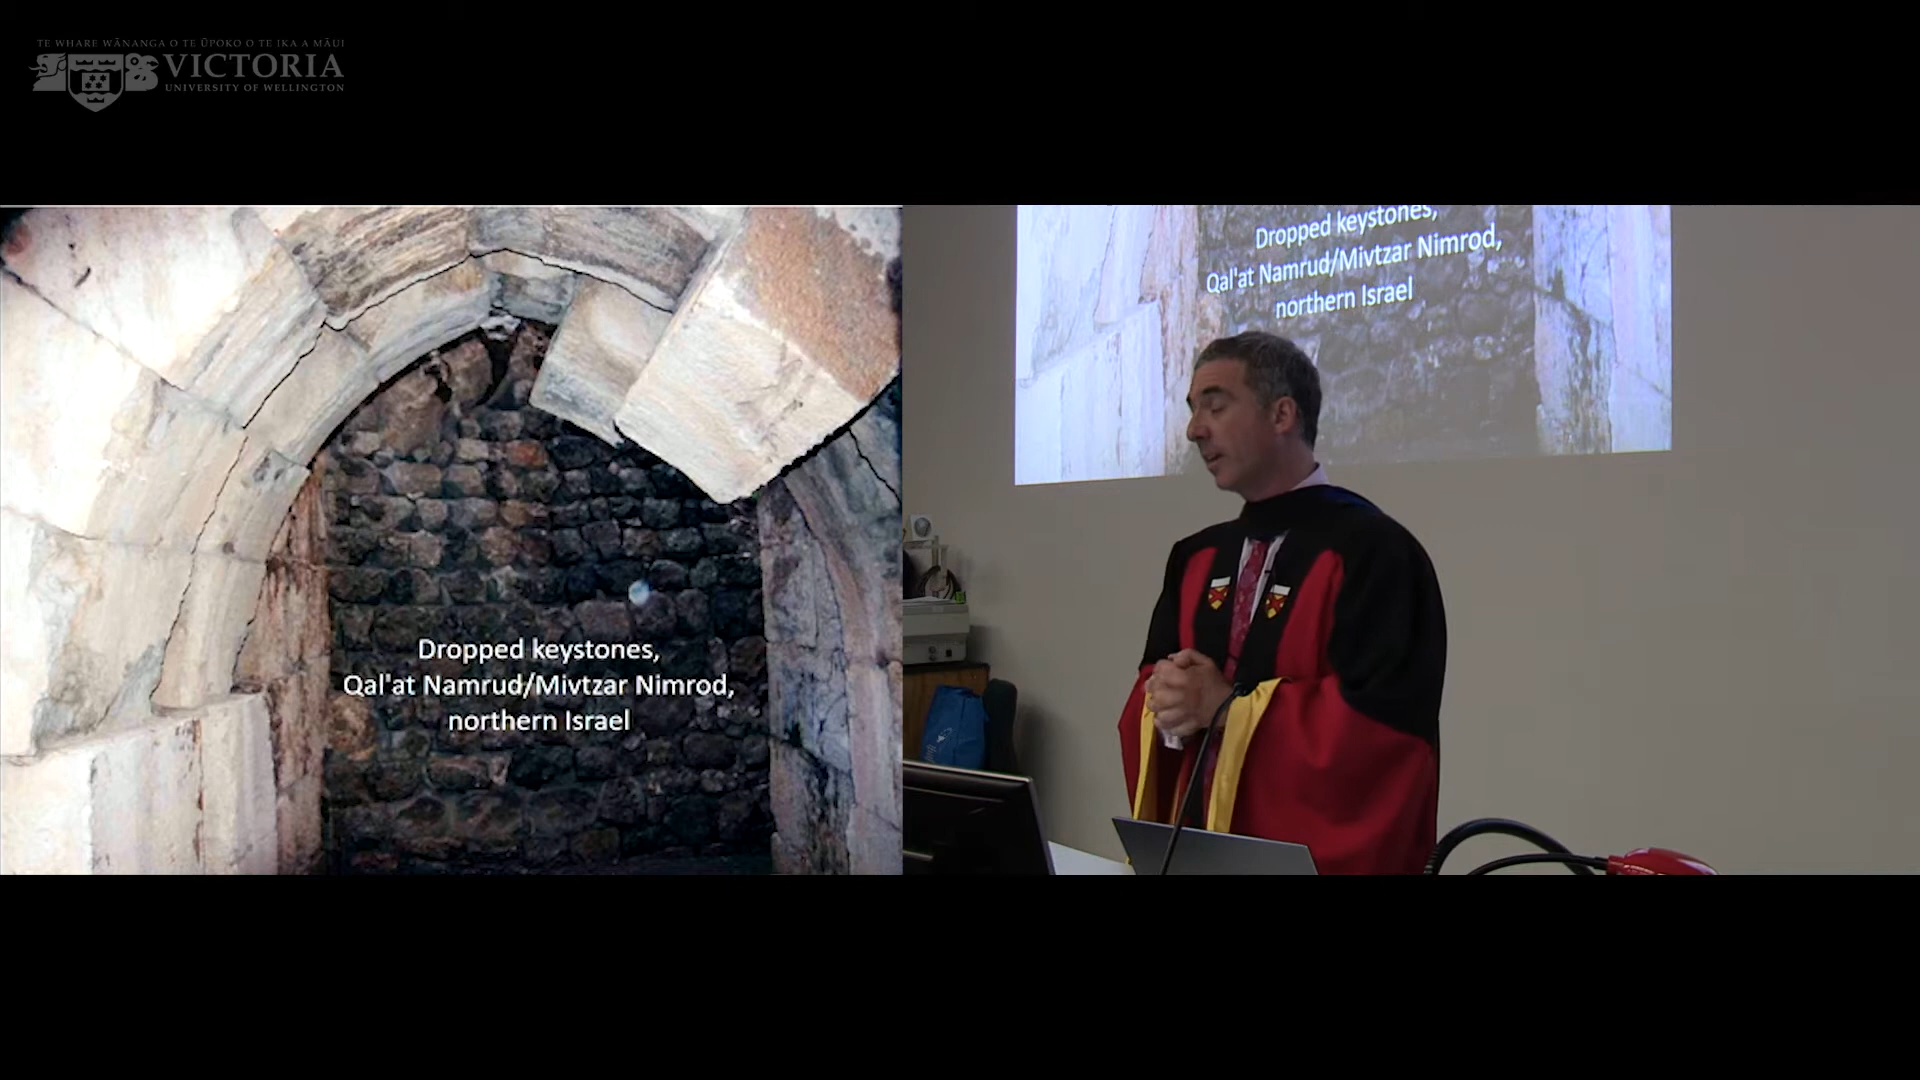 TE WHARE WĀNANGA O TE ŪPOKO O TE IKA A MĀUI
VICTORIA
UNIVERSITY OF WELLINGTON
Dropped keystones,
Qal'at Namrud/Mivtzar Nimrod,
northern Israel
Dropped keystones,
Qal'at Namrud/Mivtzar Nimrod,
northern Israel